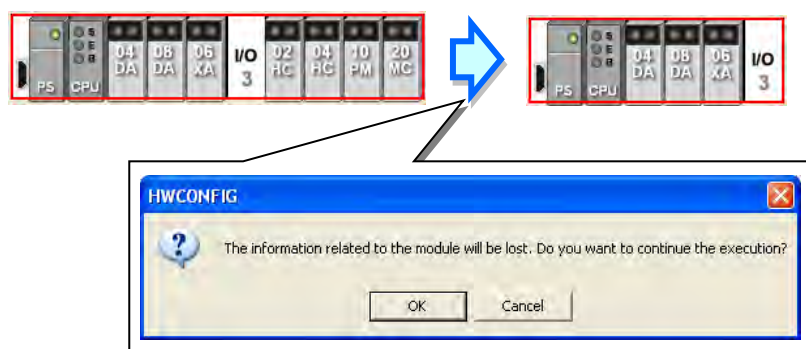 PS CPU 04 DA 08 DA 06 XA I/O 3 02 HC 04 HC 10 PM 20 MC
PS CPU 04 DA 08 DA 06 XA I/O 3
HWCONFIG
The information related to the module will be lost. Do you want to continue the execution?
OK Cancel